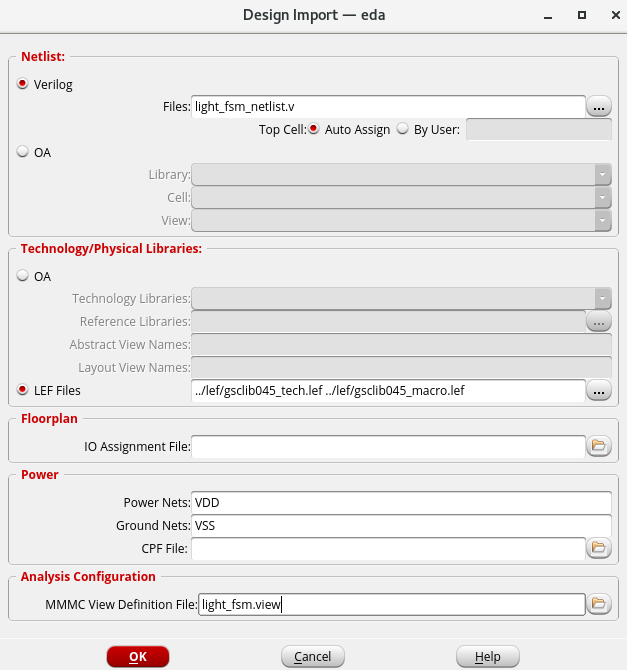 Design Import — eda
Netlist:
Verilog
Files: light_fsm_netlist.v ...
Top Cell: Auto Assign By User:
OA
Library:
Cell:
View:
Technology/Physical Libraries:
OA
Technology Libraries:
Reference Libraries: ...
Abstract View Names:
Layout View Names:
LEF Files ../lef/gsclib045_tech.lef ../lef/gsclib045_macro.lef ...
Floorplan
IO Assignment File:
Power
Power Nets: VDD
Ground Nets: VSS
CPF File:
Analysis Configuration
MMMC View Definition File: light_fsm.view
OK Cancel Help